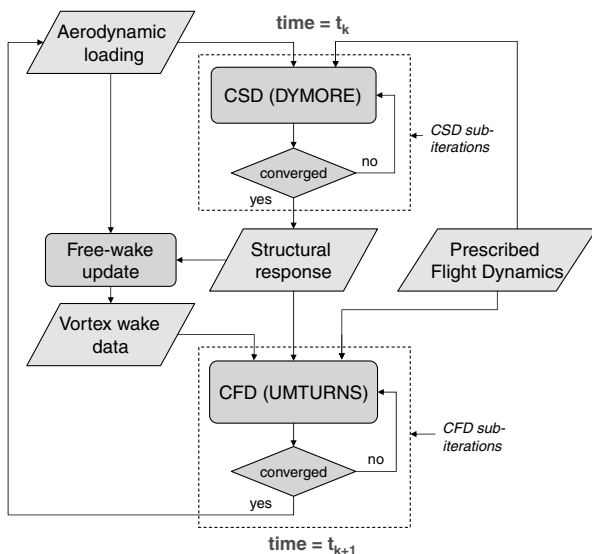 time = t_k
Aerodynamic
loading
CSD (DYMORE)
CSD sub-
iterations
converged
no
yes
Free-wake
update
Structural
response
Prescribed
Flight Dynamics
Vortex wake
data
CFD (UMTURNS)
CFD sub-
iterations
converged
no
yes
time = t_{k+1}